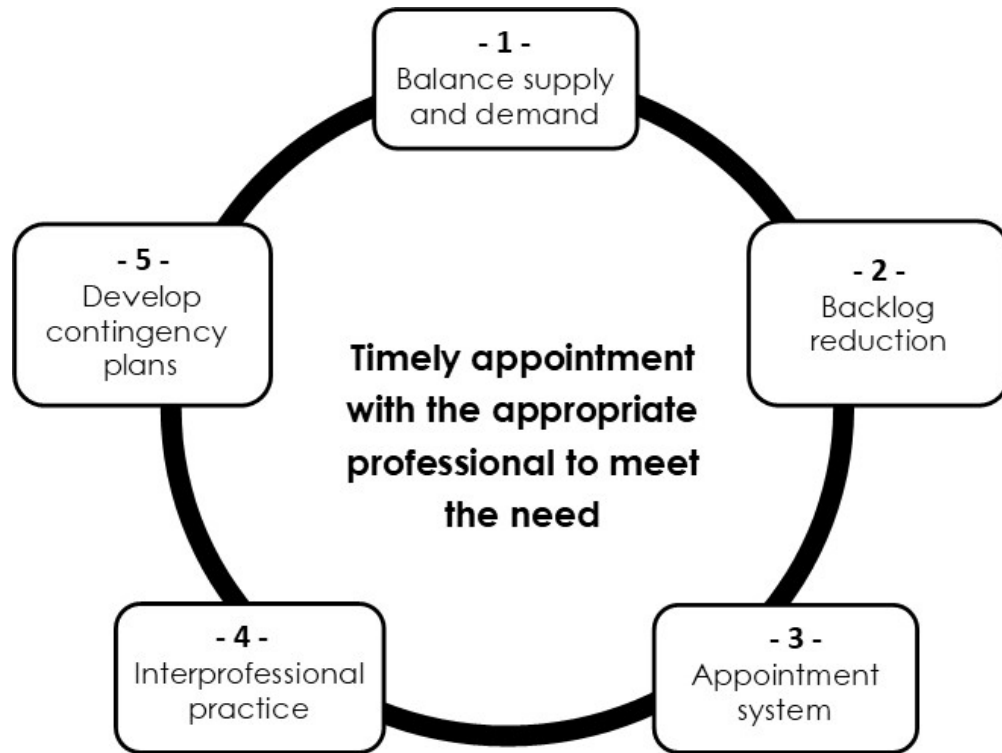 - 1 -
Balance supply
and demand
- 2 -
Backlog
reduction
- 3 -
Appointment
system
- 4 -
Interprofessional
practice
- 5 -
Develop
contingency
plans
Timely appointment
with the appropriate
professional to meet
the need